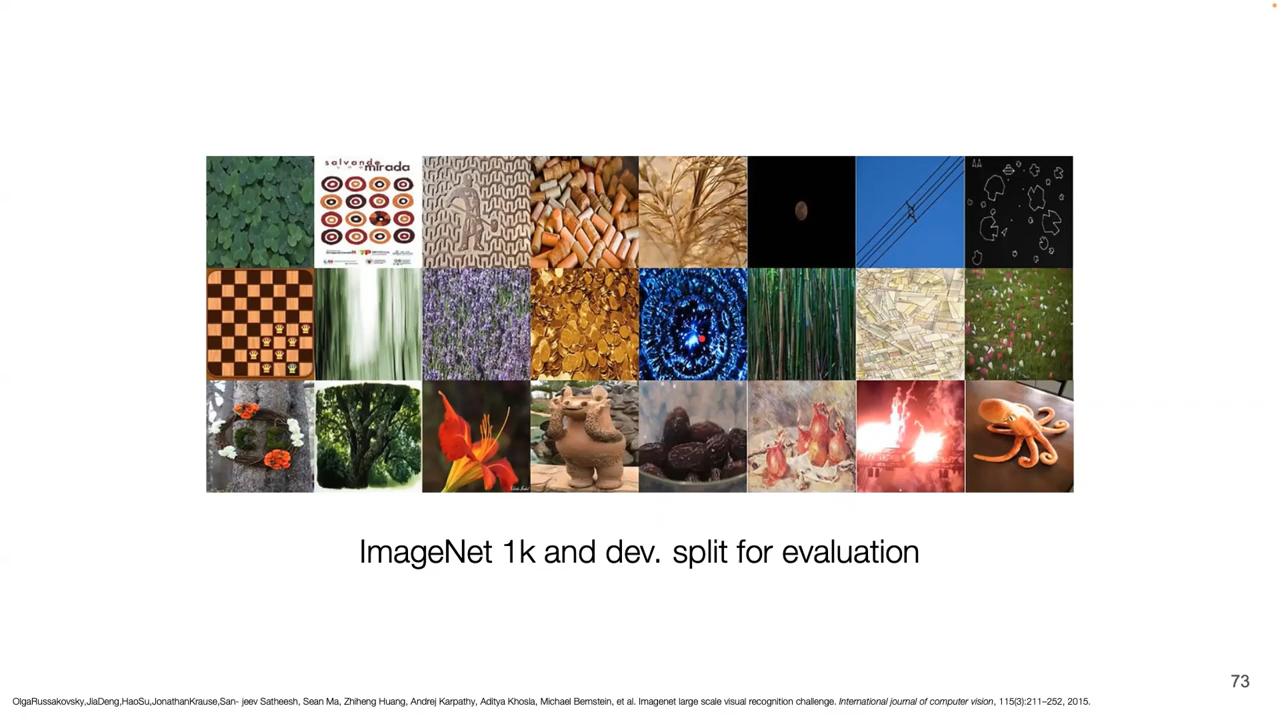 salvando
mirada
AA
ImageNet 1k and dev. split for evaluation
73
OlgaRussakovsky,JiaDeng,HaoSu,JonathanKrause,San- jeev Satheesh, Sean Ma, Zhiheng Huang, Andrej Karpathy, Aditya Khosla, Michael Bernstein, et al. Imagenet large scale visual recognition challenge. International journal of computer vision, 115(3):211–252, 2015.